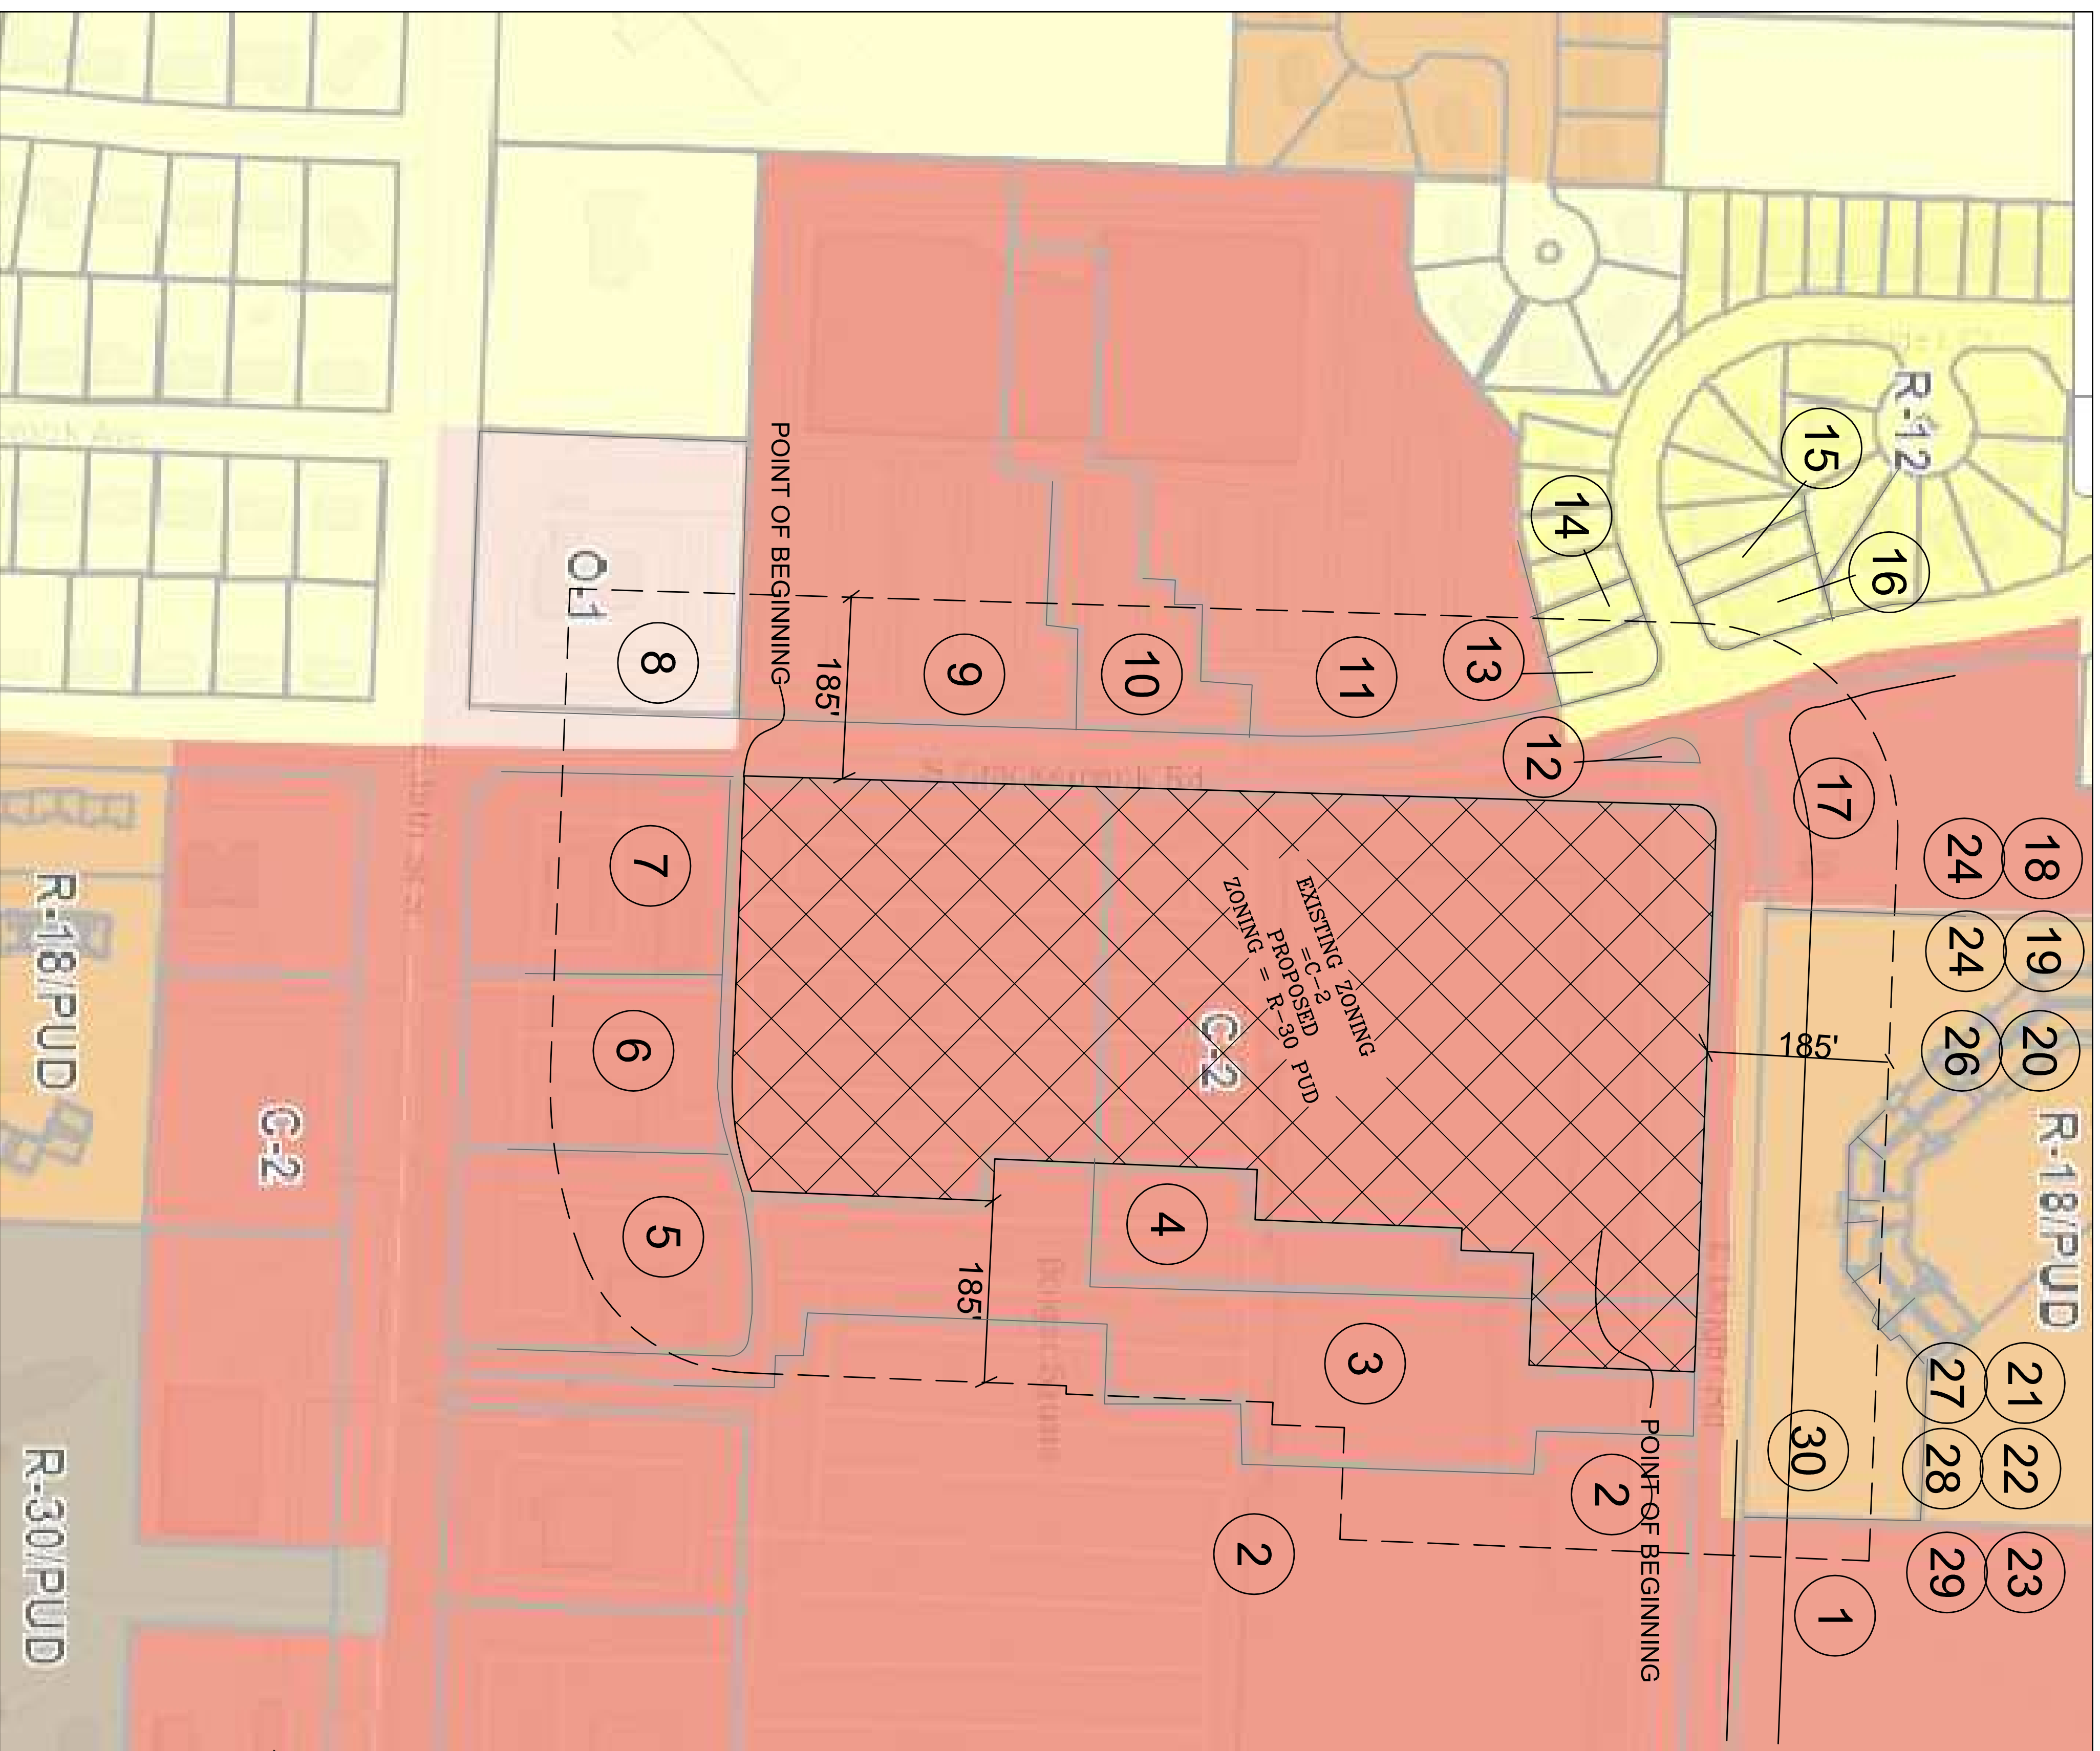 R-12
15
14
16
13
12
17
11
10
9
8
O-1
POINT OF BEGINNING
185'
S Brackenbrook Rd
18
24
19
24
20
26
R-18/PUD
185'
EXISTING ZONING
=C-2
PROPOSED
ZONING = R-30 PUD
C-2
7
6
5
4
3
2
2
185'
POINT OF BEGINNING
21
27
22
28
23
29
30
1
R-18/PUD
C-2
R-30/PUD